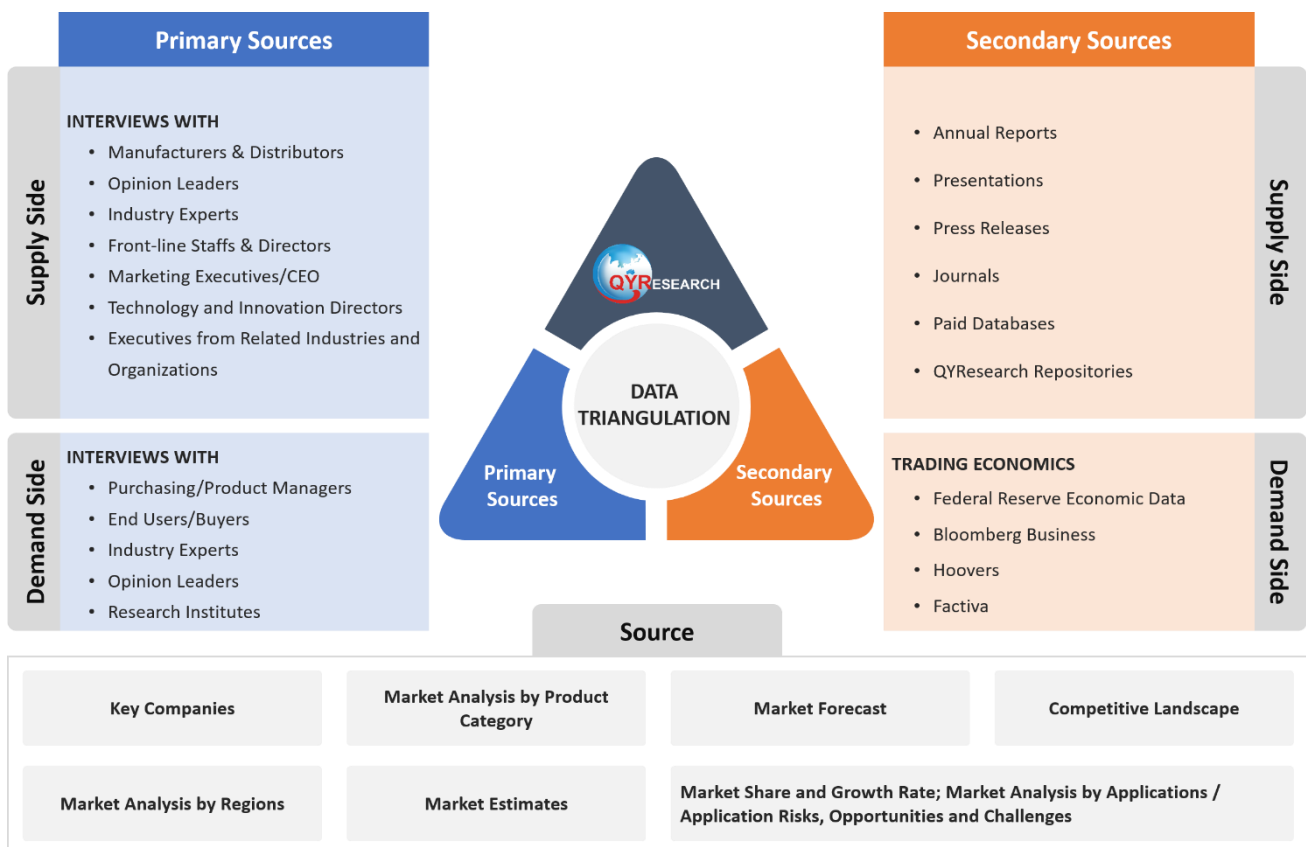 Primary Sources
Supply Side
INTERVIEWS WITH
• Manufacturers & Distributors
• Opinion Leaders
• Industry Experts
• Front-line Staffs & Directors
• Marketing Executives/CEO
• Technology and Innovation Directors
• Executives from Related Industries and
Organizations
Demand Side
INTERVIEWS WITH
• Purchasing/Product Managers
• End Users/Buyers
• Industry Experts
• Opinion Leaders
• Research Institutes
QYRESEARCH
DATA
TRIANGULATION
Primary
Sources
Secondary
Sources
Secondary Sources
Supply Side
• Annual Reports
• Presentations
• Press Releases
• Journals
• Paid Databases
• QYResearch Repositories
Demand Side
TRADING ECONOMICS
• Federal Reserve Economic Data
• Bloomberg Business
• Hoovers
• Factiva
Source
Key Companies
Market Analysis by Product
Category
Market Forecast
Competitive Landscape
Market Analysis by Regions
Market Estimates
Market Share and Growth Rate; Market Analysis by Applications /
Application Risks, Opportunities and Challenges